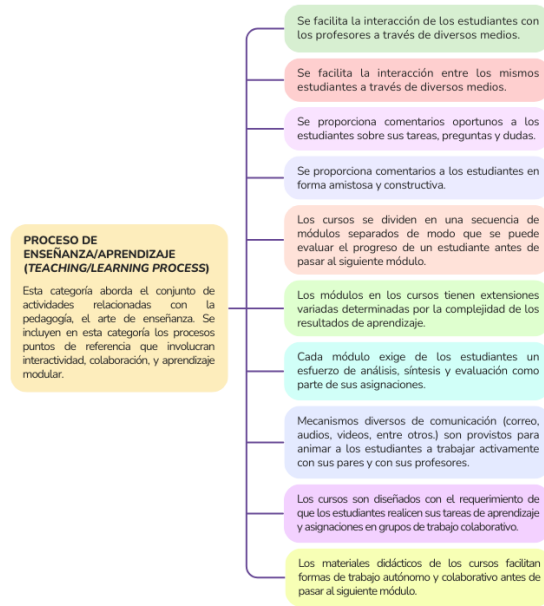 PROCESO DE
ENSEÑANZA/APRENDIZAJE
(TEACHING/LEARNING PROCESS)
Esta categoría aborda el conjunto de
actividades relacionadas con la
pedagogía, el arte de enseñanza. Se
incluyen en esta categoría los procesos
puntos de referencia que involucran
interactividad, colaboración, y aprendizaje
modular.
Se facilita la interacción de los estudiantes con
los profesores a través de diversos medios.
Se facilita la interacción entre los mismos
estudiantes a través de diversos medios.
Se proporciona comentarios oportunos a los
estudiantes sobre sus tareas, preguntas y dudas.
Se proporciona comentarios a los estudiantes en
forma amistosa y constructiva.
Los cursos se dividen en una secuencia de
módulos separados de modo que se puede
evaluar el progreso de un estudiante antes de
pasar al siguiente módulo.
Los módulos en los cursos tienen extensiones
variadas determinadas por la complejidad de los
resultados de aprendizaje.
Cada módulo exige de los estudiantes un
esfuerzo de análisis, síntesis y evaluación como
parte de sus asignaciones.
Mecanismos diversos de comunicación (correo,
audios, videos, entre otros.) son provistos para
animar a los estudiantes a trabajar activamente
con sus pares y con sus profesores.
Los cursos son diseñados con el requerimiento de
que los estudiantes realicen sus tareas de aprendizaje
y asignaciones en grupos de trabajo colaborativo.
Los materiales didácticos de los cursos facilitan
formas de trabajo autónomo y colaborativo antes de
pasar al siguiente módulo.